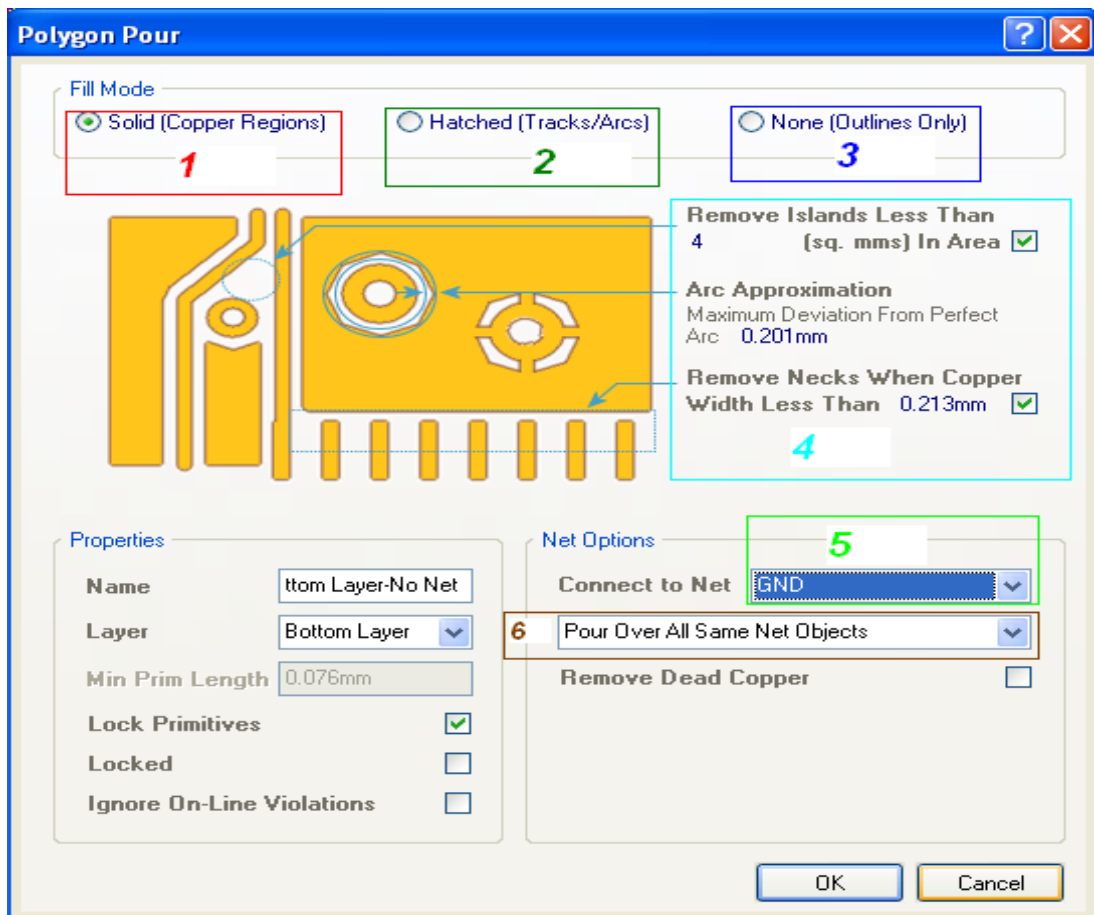 Polygon Pour
Fill Mode
Solid (Copper Regions)
Hatched (Tracks/Arcs)
None (Outlines Only)
1
2
3
Remove Islands Less Than
4 (sq. mms) In Area
Arc Approximation
Maximum Deviation From Perfect
Arc 0.201mm
Remove Necks When Copper
Width Less Than 0.213mm
4
Properties
Name ttom Layer-No Net
Layer Bottom Layer
Min Prim Length 0.076mm
Lock Primitives
Locked
Ignore On-Line Violations
Net Options
5
Connect to Net GND
6 Pour Over All Same Net Objects
Remove Dead Copper
OK
Cancel